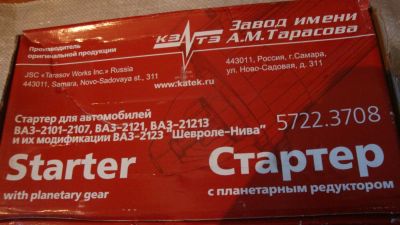 Производитель
оригинальной продукции
КЗАТЭ
Завод имени
А.М.Тарасова
JSC «Tarasov Works Inc.» Russia
443011, Samara, Novo-Sadovaya st., 311
www.katek.ru
443011, Россия, г.Самара,
ул. Ново-Садовая, д. 311
Стартер для автомобилей
ВАЗ-2101-2107, ВАЗ-2121, ВАЗ-21213
и их модификации ВАЗ-2123 "Шевроле-Нива"
5722.3708
Starter
with planetary gear
Стартер
с планетарным редуктором